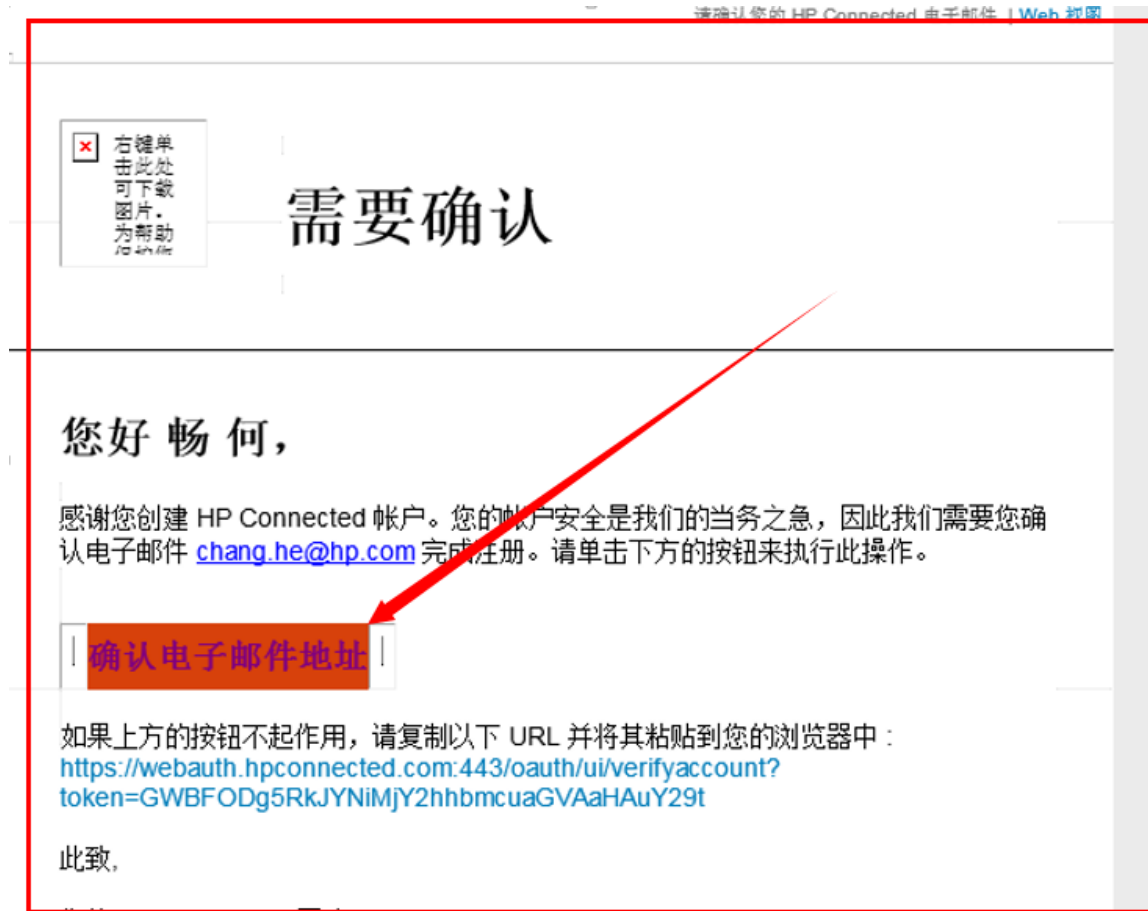 请确认您的 HP Connected 电子邮件 | Web 视图
右键单
击此处
可下载
图片。
为帮助
保护您
需要确认
您好 畅 何，
感谢您创建 HP Connected 帐户。您的帐户安全是我们的当务之急，因此我们需要您确
认电子邮件 chang.he@hp.com 完成注册。请单击下方的按钮来执行此操作。
确认电子邮件地址
如果上方的按钮不起作用，请复制以下 URL 并将其粘贴到您的浏览器中：
https://webauth.hpconnected.com:443/oauth/ui/verifyaccount?
token=GWBFODg5RkJYNiMjY2hhbmcuaGVAaHAuY29t
此致,